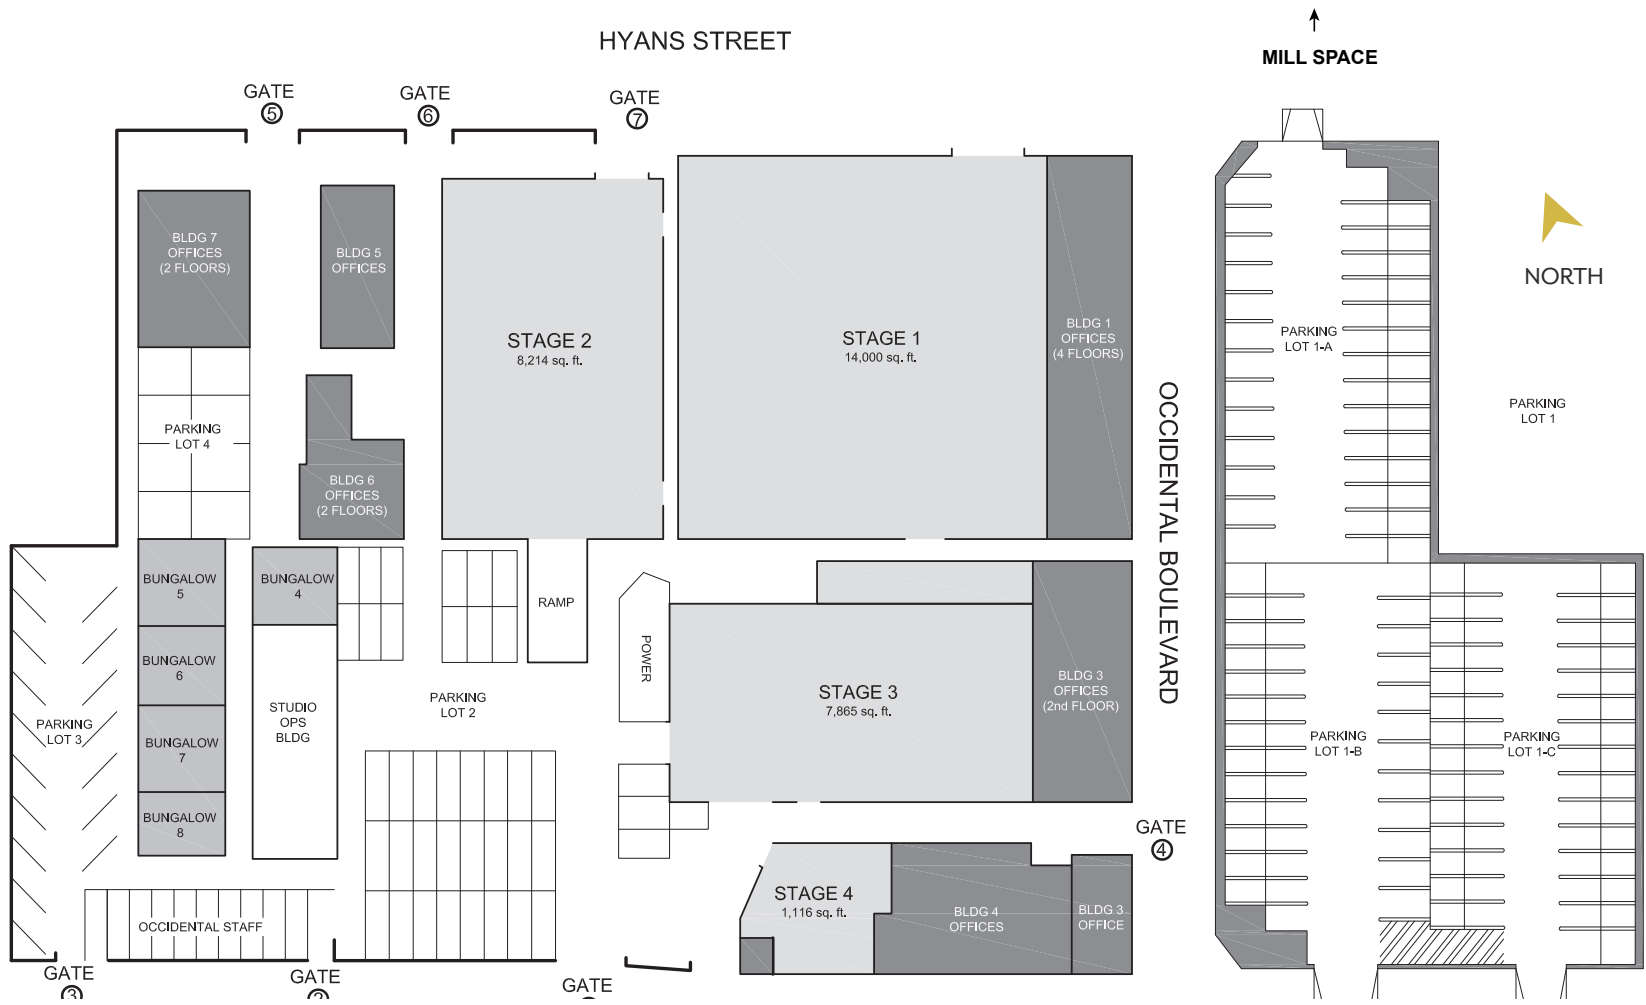 HYANS STREET
MILL SPACE
GATE
5
GATE
6
GATE
7
BLDG 7
OFFICES
(2 FLOORS)
BLDG 5
OFFICES
STAGE 2
8,214 sq. ft.
STAGE 1
14,000 sq. ft.
BLDG 1
OFFICES
(4 FLOORS)
NORTH
PARKING
LOT 1-A
PARKING
LOT 1
OCCIDENTAL BOULEVARD
PARKING
LOT 4
BLDG 6
OFFICES
(2 FLOORS)
BUNGALOW
5
BUNGALOW
4
RAMP
BUNGALOW
6
POWER
STAGE 3
7,865 sq. ft.
BLDG 3
OFFICES
(2nd FLOOR)
PARKING
LOT 2
STUDIO
OPS
BLDG
PARKING
LOT 3
BUNGALOW
7
PARKING
LOT 1-B
PARKING
LOT 1-C
BUNGALOW
8
GATE
4
STAGE 4
1,116 sq. ft.
BLDG 4
OFFICES
BLDG 3
OFFICE
OCCIDENTAL STAFF
GATE
3
GATE
2
GATE